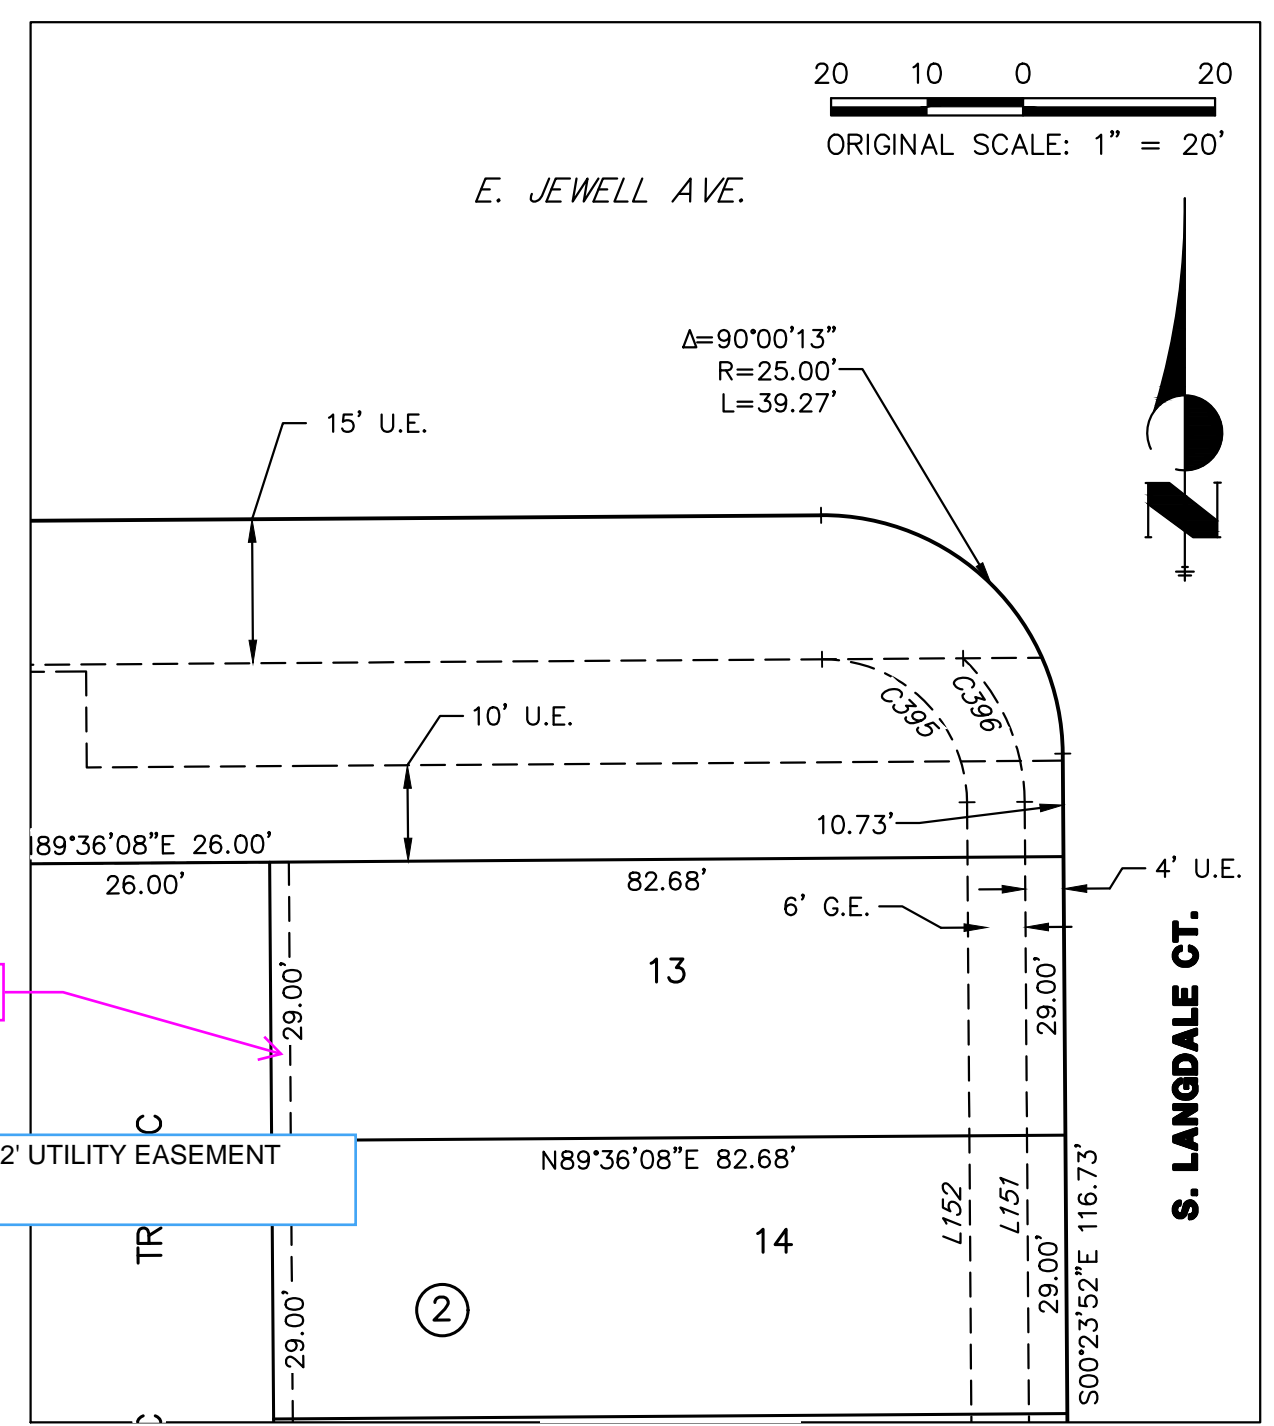 20 10 0 20
ORIGINAL SCALE: 1” = 20’
E. JEWELL AVE.
Δ=90°00’13”
R=25.00’
L=39.27’
15’ U.E.
N
C395
C396
10’ U.E.
10.73’
89°36’08”E 26.00’
26.00’
82.68’
4’ U.E.
6’ G.E.
13
29.00’
29.00’
S. LANGDALE CT.
2' UTILITY EASEMENT
N89°36’08”E 82.68’
L152
L151
14
29.00’
29.00’
S00°23’52”E 116.73’
2